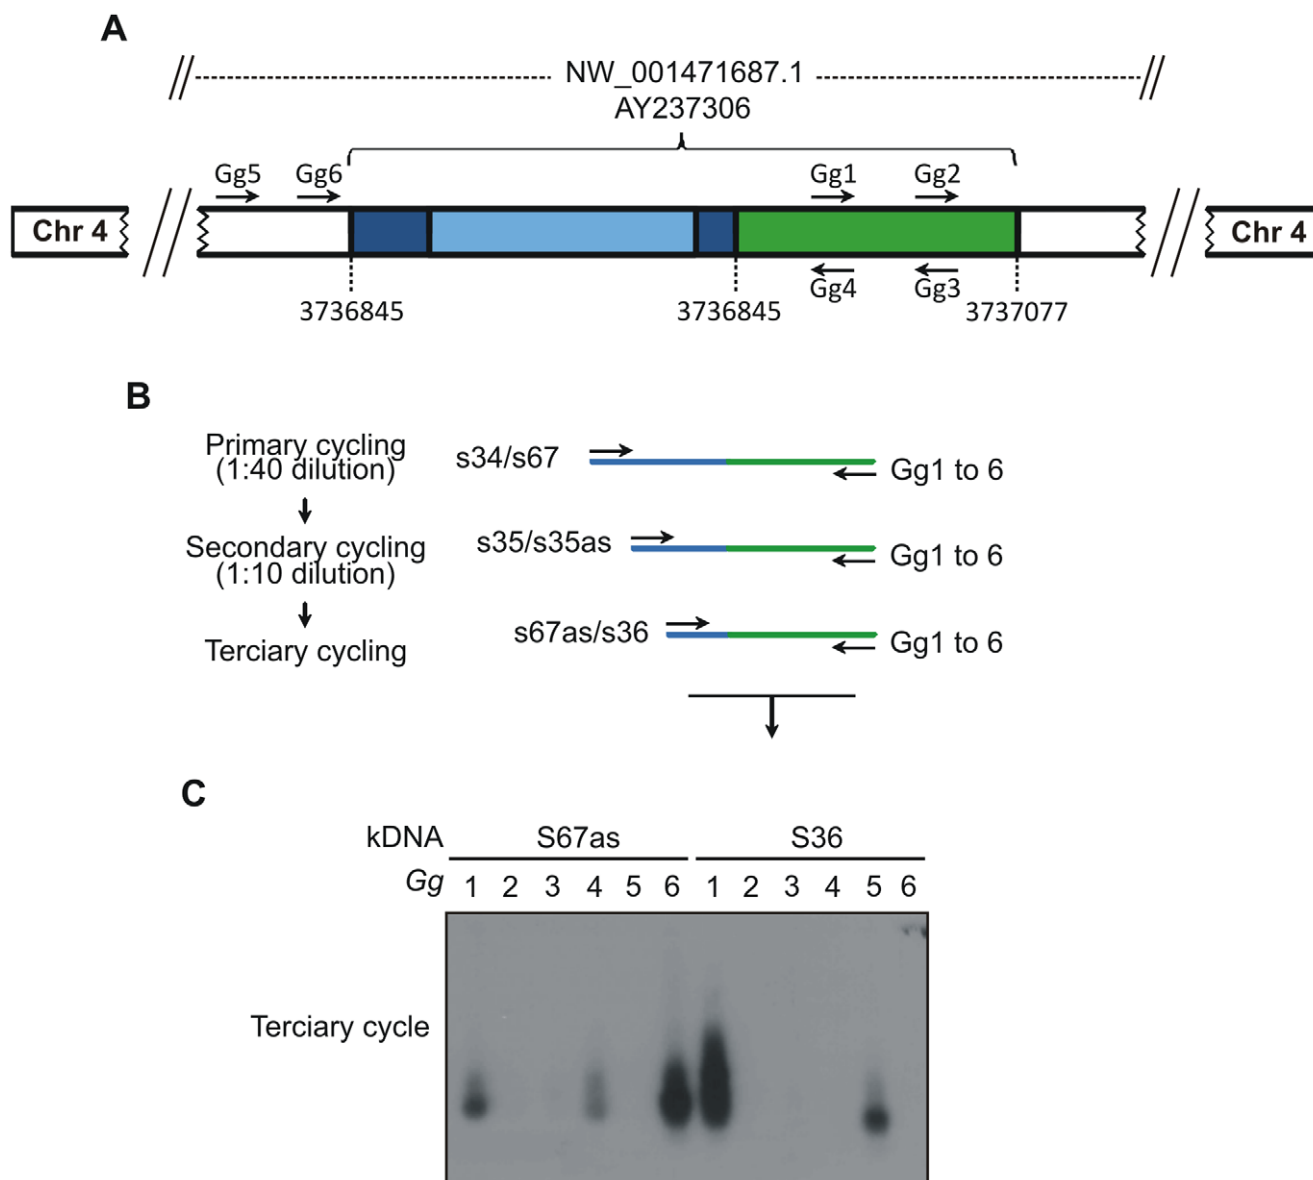 A
NW_001471687.1
AY237306
Gg5 Gg6 Gg1 Gg2
Chr 4 Chr 4
Gg4 Gg3
3736845 3736845 3737077
B
Primary cycling
(1:40 dilution)
s34/s67 Gg1 to 6
Secondary cycling
(1:10 dilution)
s35/s35as Gg1 to 6
Terciary cycling
s67as/s36 Gg1 to 6
C
kDNA S67as S36
Gg 1 2 3 4 5 6 1 2 3 4 5 6
Terciary cycle